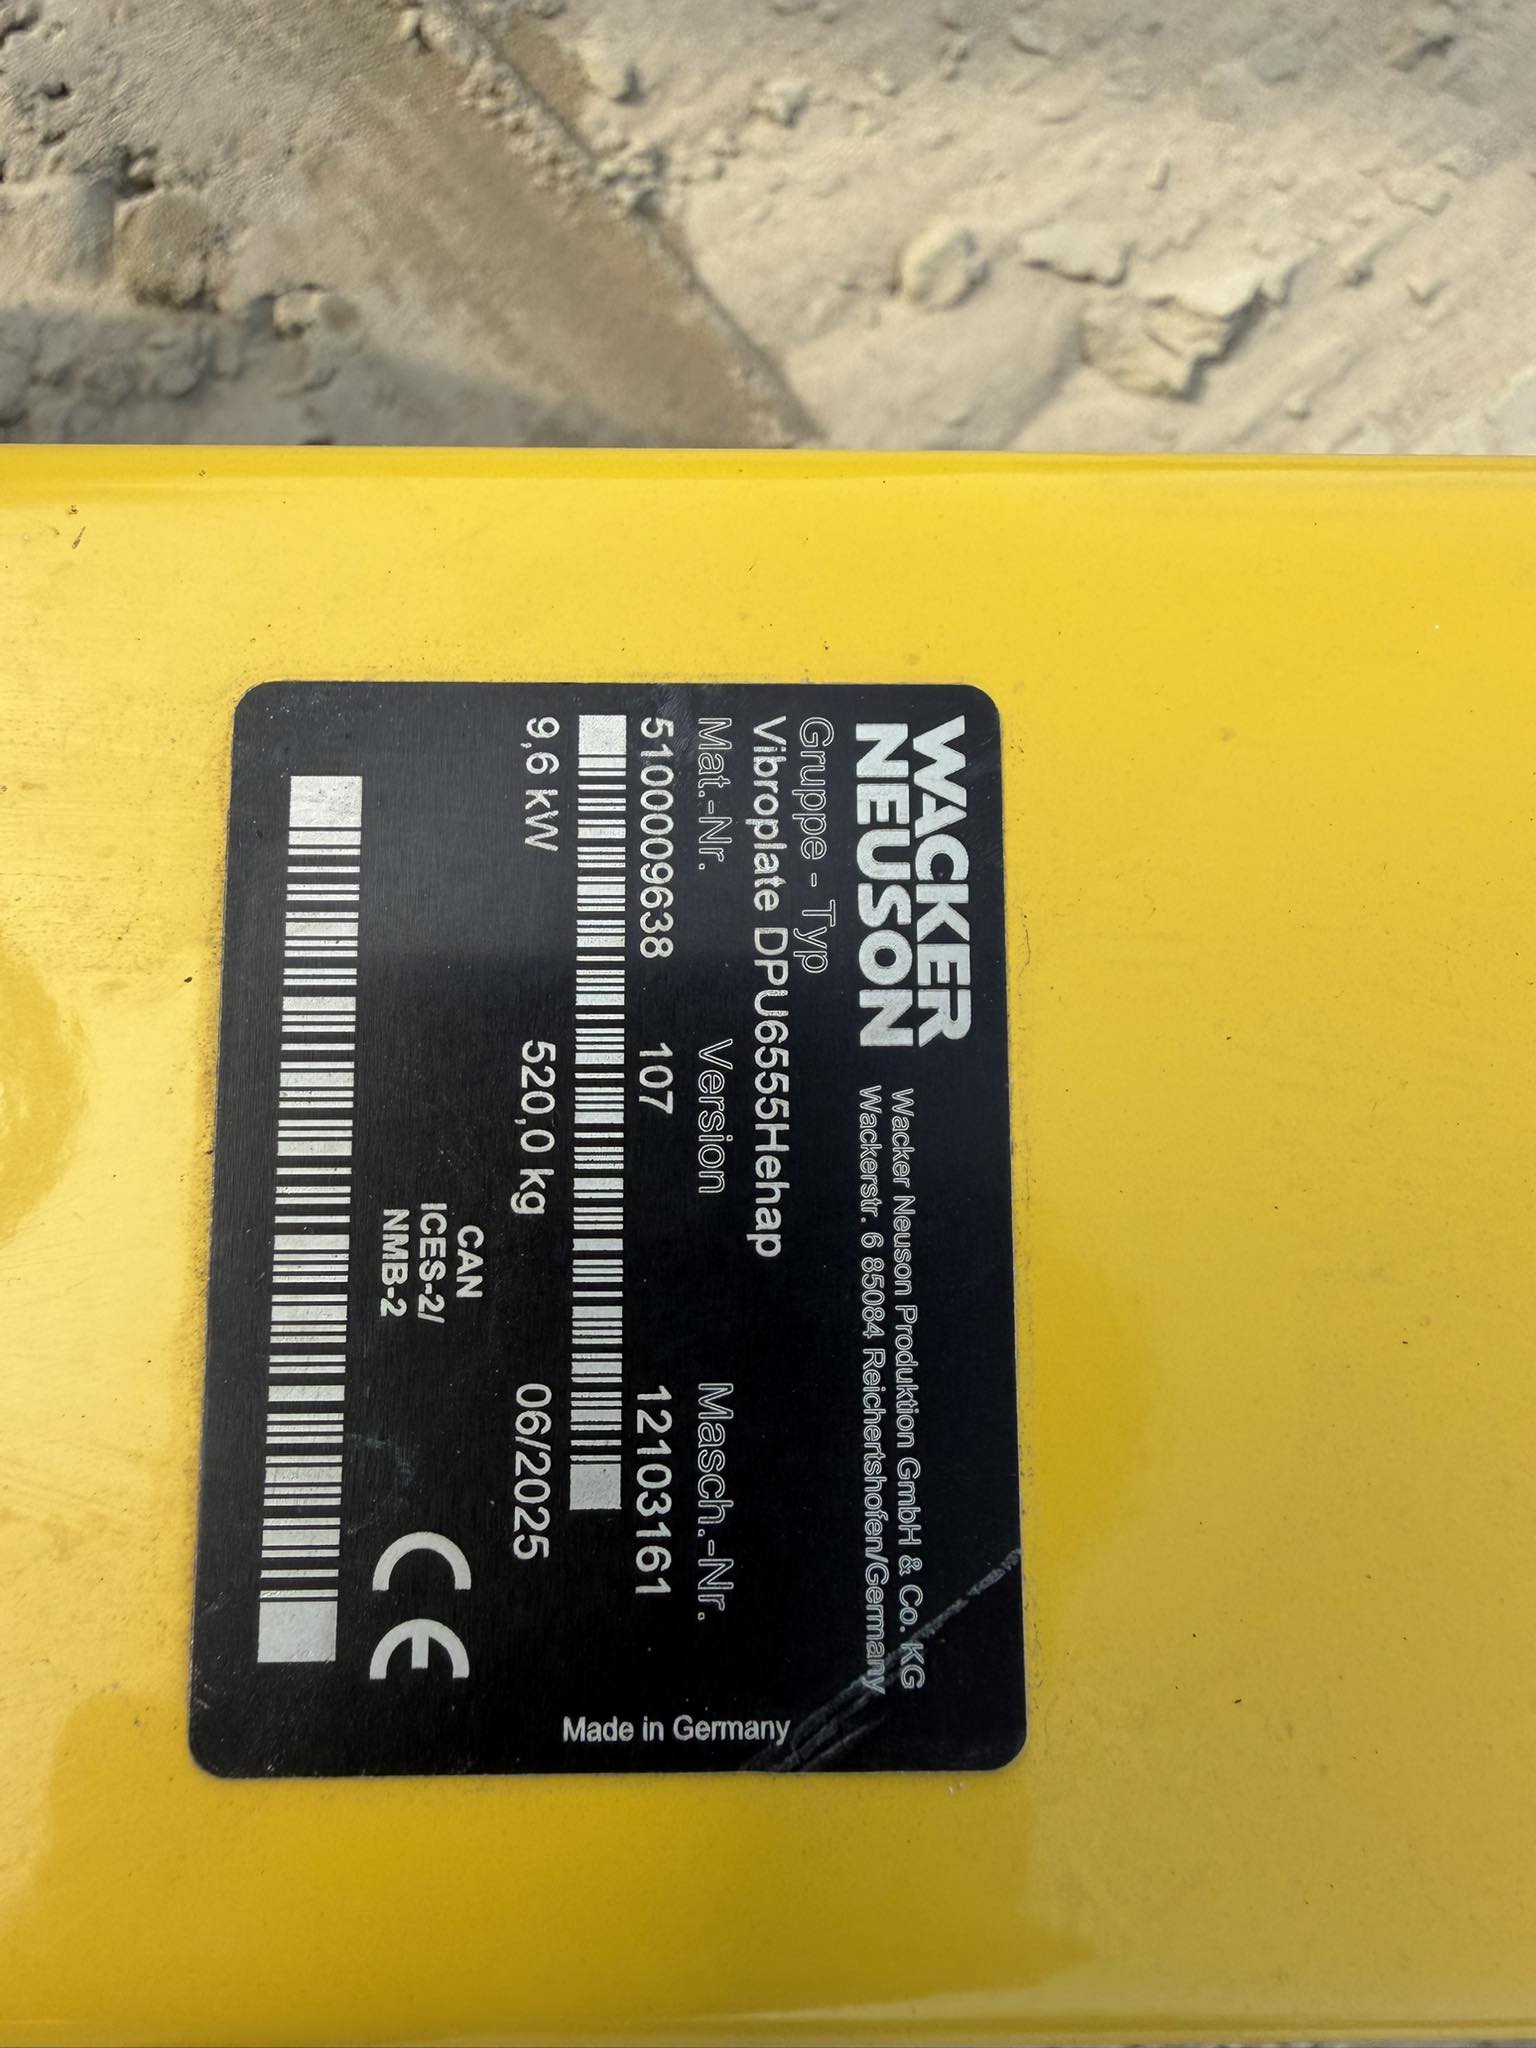 WACKER
NEUSON
Wacker Neuson Produktion GmbH & Co. KG
Wackerstr. 6 85084 Reichertshofen/Germany
Gruppe - Typ
Vibroplate DPU6555Hehap
Mat.-Nr. Version Masch.-Nr.
5100009638 107 12103161
9,6 kW 520,0 kg 06/2025
CAN
ICES-2/
NMB-2
CE
Made in Germany